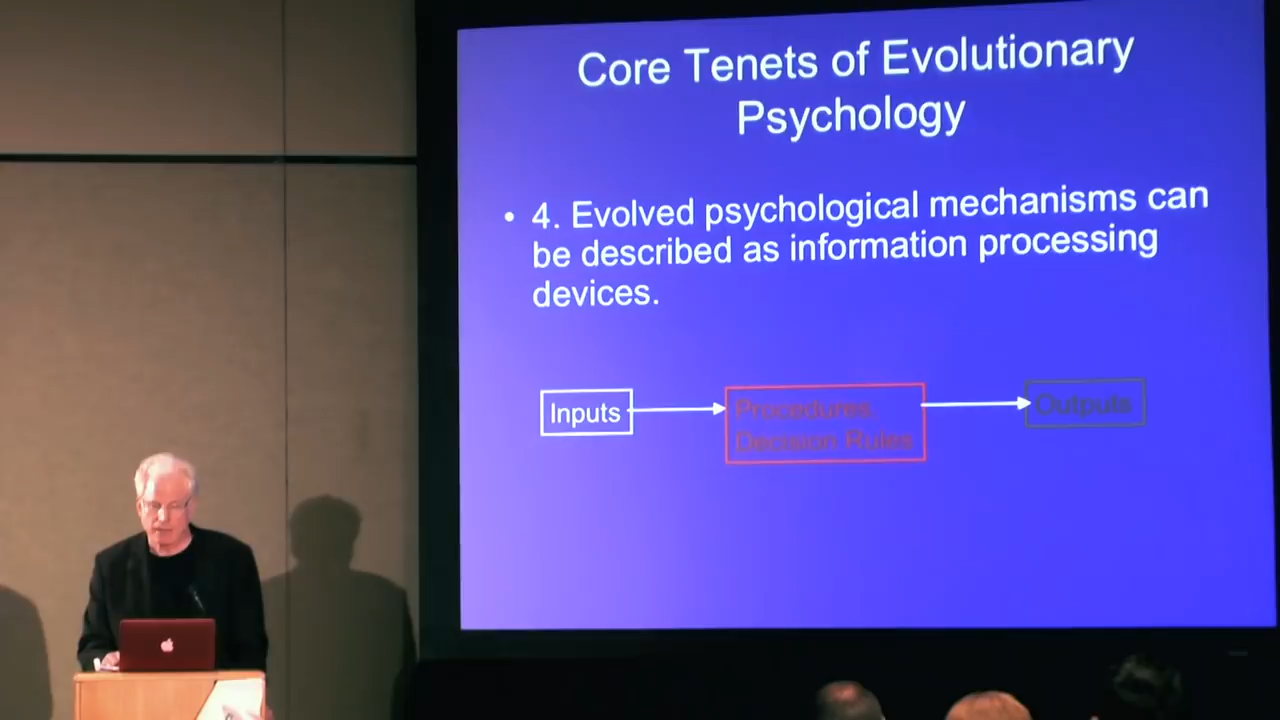 Core Tenets of Evolutionary
Psychology
• 4. Evolved psychological mechanisms can
be described as information processing
devices.
Inputs
Procedures,
Decision Rules
Outputs